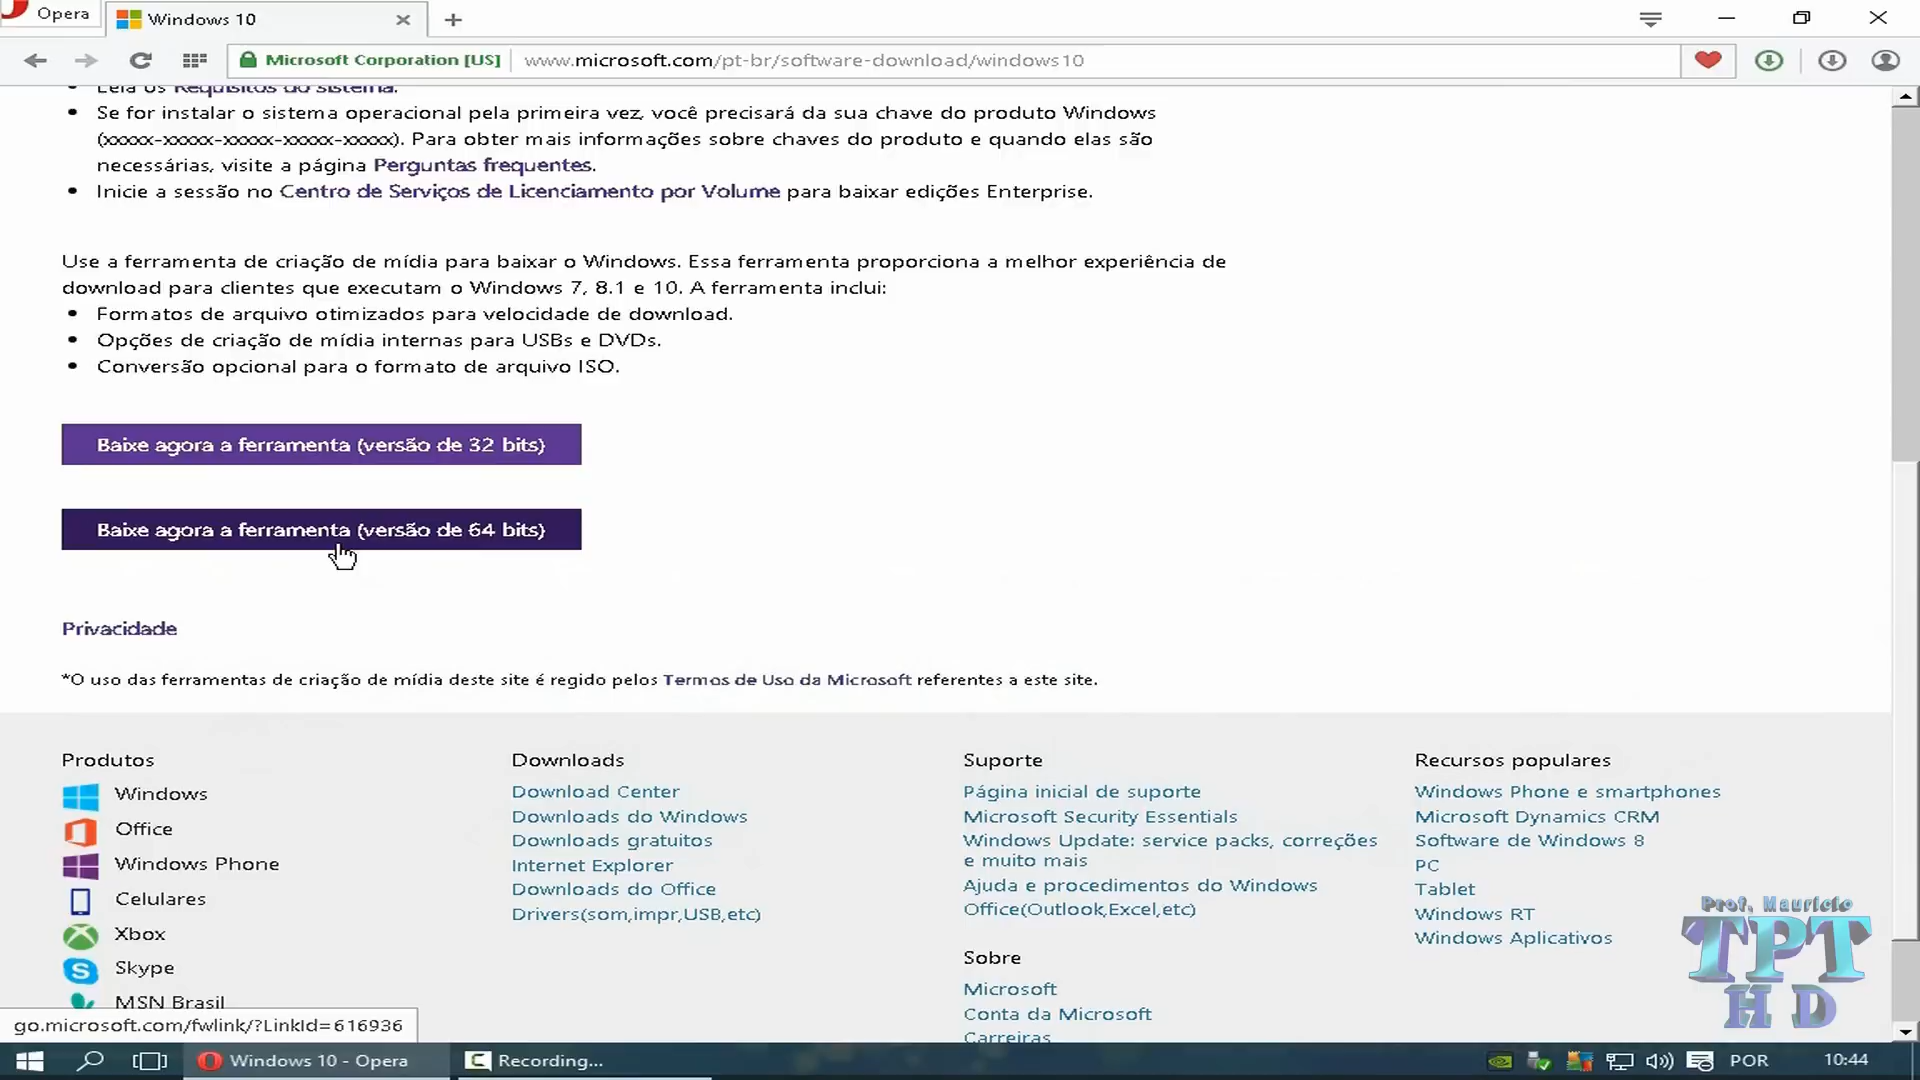 Opera
Windows 10
Microsoft Corporation [US]
www.microsoft.com/pt-br/software-download/windows10
Leia os Requisitos do sistema.
Se for instalar o sistema operacional pela primeira vez, você precisará da sua chave do produto Windows
(xxxxx-xxxxx-xxxxx-xxxxx-xxxxx). Para obter mais informações sobre chaves do produto e quando elas são
necessárias, visite a página Perguntas frequentes.
Inicie a sessão no Centro de Serviços de Licenciamento por Volume para baixar edições Enterprise.
Use a ferramenta de criação de mídia para baixar o Windows. Essa ferramenta proporciona a melhor experiência de
download para clientes que executam o Windows 7, 8.1 e 10. A ferramenta inclui:
Formatos de arquivo otimizados para velocidade de download.
Opções de criação de mídia internas para USBs e DVDs.
Conversão opcional para o formato de arquivo ISO.
Baixe agora a ferramenta (versão de 32 bits)
Baixe agora a ferramenta (versão de 64 bits)
Privacidade
*O uso das ferramentas de criação de mídia deste site é regido pelos Termos de Uso da Microsoft referentes a este site.
Produtos
Windows
Office
Windows Phone
Celulares
Xbox
Skype
MSN Brasil
Downloads
Download Center
Downloads do Windows
Downloads gratuitos
Internet Explorer
Downloads do Office
Drivers(som,impr,USB,etc)
Suporte
Página inicial de suporte
Microsoft Security Essentials
Windows Update: service packs, correções
e muito mais
Ajuda e procedimentos do Windows
Office(Outlook,Excel,etc)
Sobre
Microsoft
Conta da Microsoft
Carreiras
Recursos populares
Windows Phone e smartphones
Microsoft Dynamics CRM
Software de Windows 8
PC
Tablet
Windows RT
Windows Aplicativos
Prof. Mauricio
TPT
HD
go.microsoft.com/fwlink/?LinkId=616936
Windows 10 - Opera
Recording...
POR
10:44